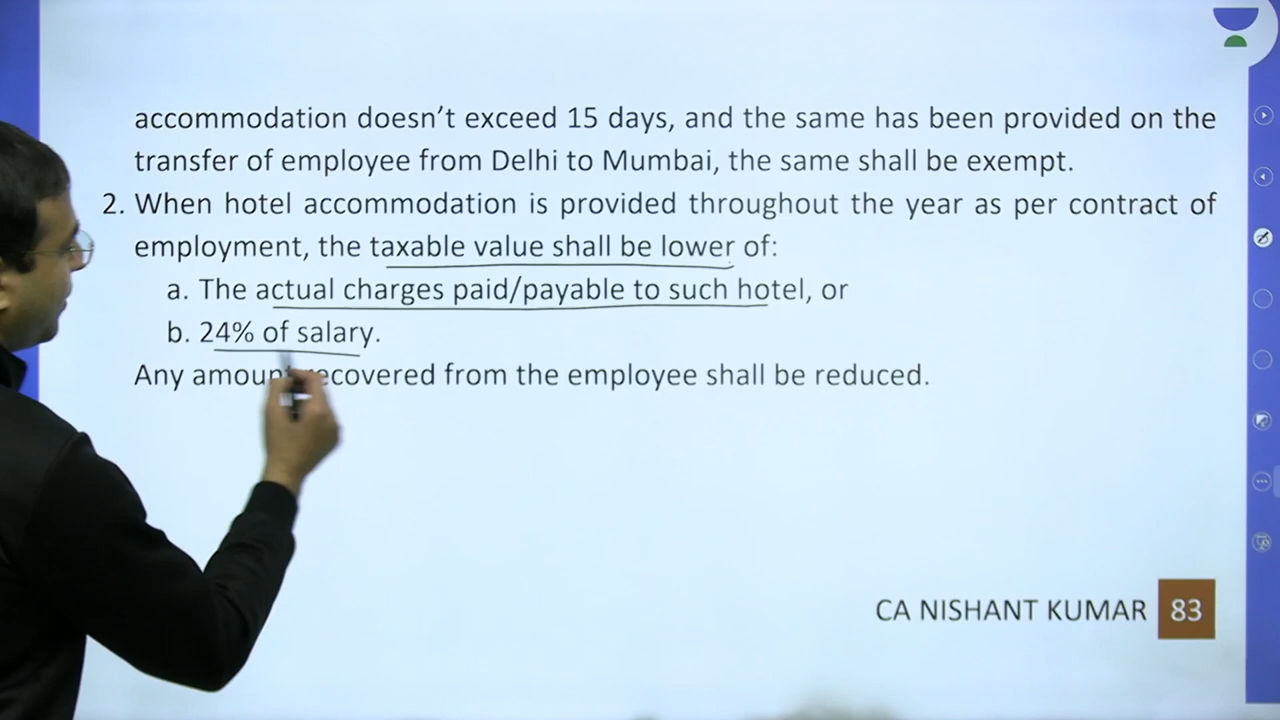 accommodation doesn't exceed 15 days, and the same has been provided on the
transfer of employee from Delhi to Mumbai, the same shall be exempt.
2. When hotel accommodation is provided throughout the year as per contract of
employment, the taxable value shall be lower of:
a. The actual charges paid/payable to such hotel, or
b. 24% of salary.
Any amount recovered from the employee shall be reduced.
CA NISHANT KUMAR 83